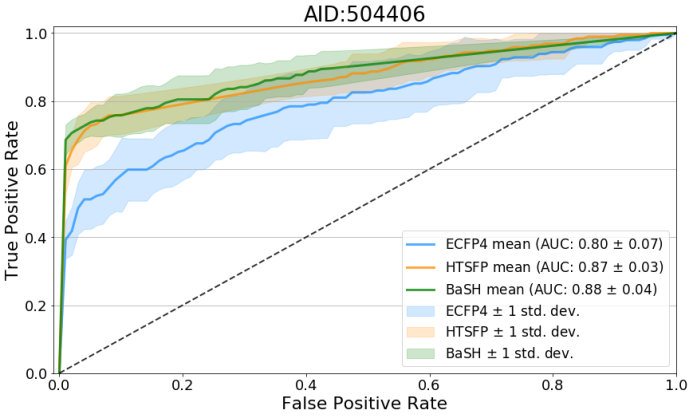 AID:504406
True Positive Rate
1.0
0.8
0.6
0.4
0.2
0.0
ECFP4 mean (AUC: 0.80 ± 0.07)
HTSFP mean (AUC: 0.87 ± 0.03)
BaSH mean (AUC: 0.88 ± 0.04)
ECFP4 ± 1 std. dev.
HTSFP ± 1 std. dev.
BaSH ± 1 std. dev.
0.0 0.2 0.4 0.6 0.8 1.0
False Positive Rate